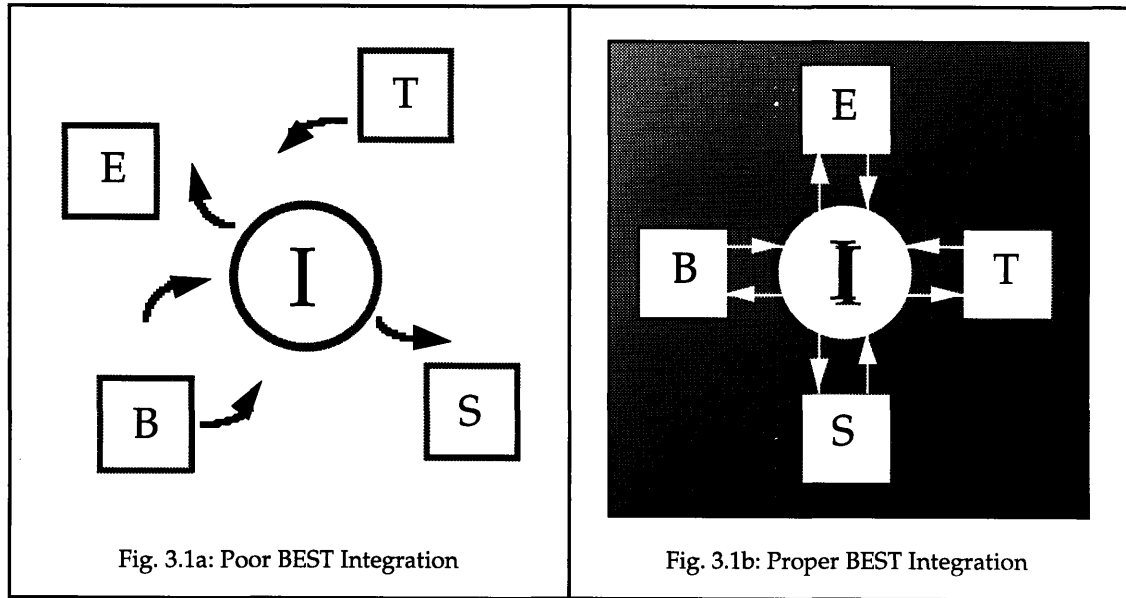 T
E
I
B
S
Fig. 3.1a: Poor BEST Integration
E
B
I
T
S
Fig. 3.1b: Proper BEST Integration